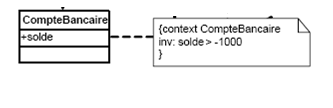 CompteBancaire
+solde
{context CompteBancaire
inv: solde > -1000
}